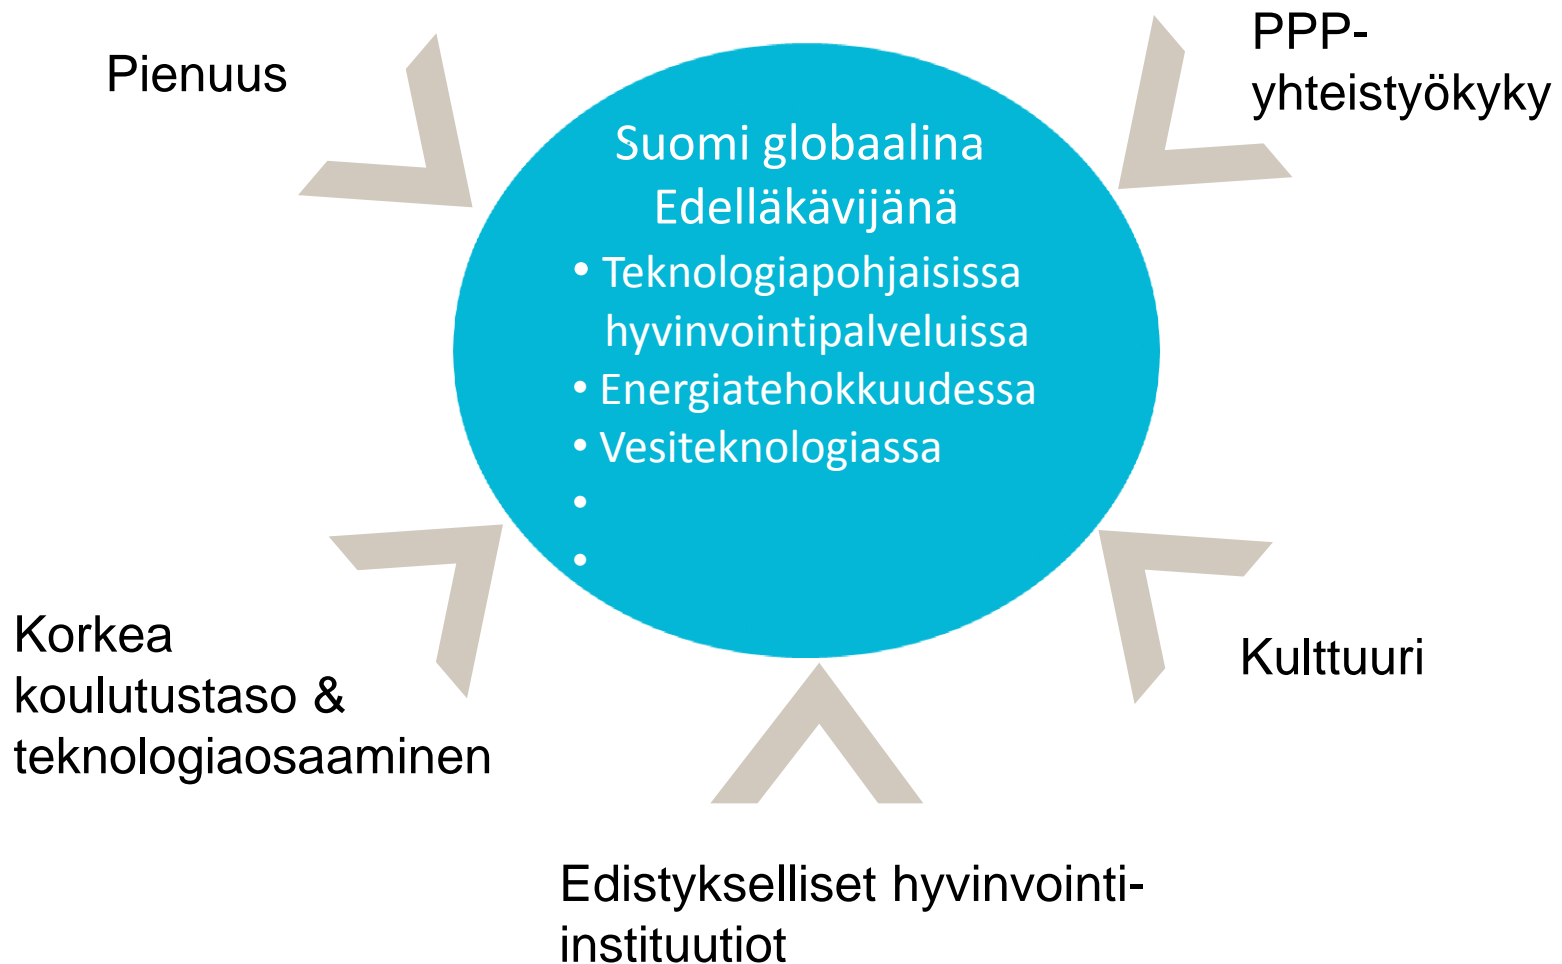 Pienuus
PPP-
yhteistyökyky
Suomi globaalina
Edelläkävijänä
• Teknologiapohjaisissa
hyvinvointipalveluissa
• Energiatehokkuudessa
• Vesiteknologiassa
•
•
Korkea
koulutustaso &
teknologiaosaaminen
Kulttuuri
Edistykselliset hyvinvointi-
instituutiot